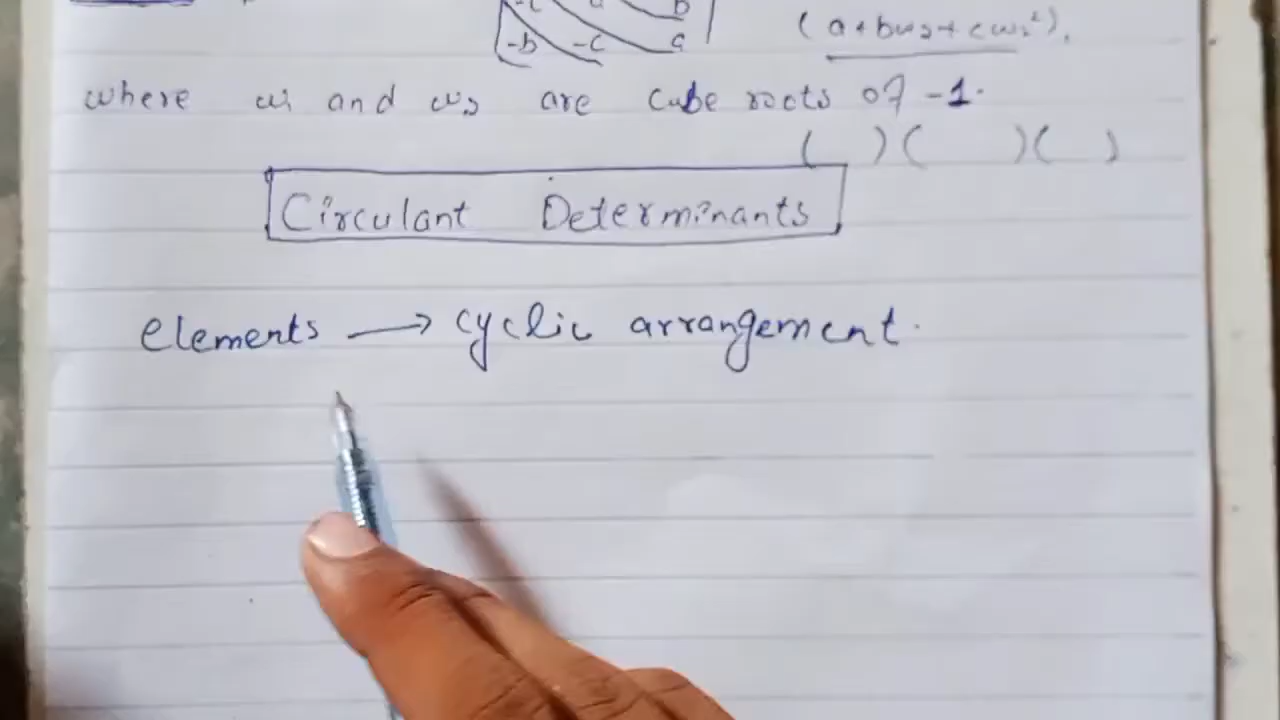 a b
-b -c a
(a+bω2+cω2²).
where ω1 and ω2 are cube roots of -1.
( )( )( )
Circulant Determinants
elements → cyclic arrangement.